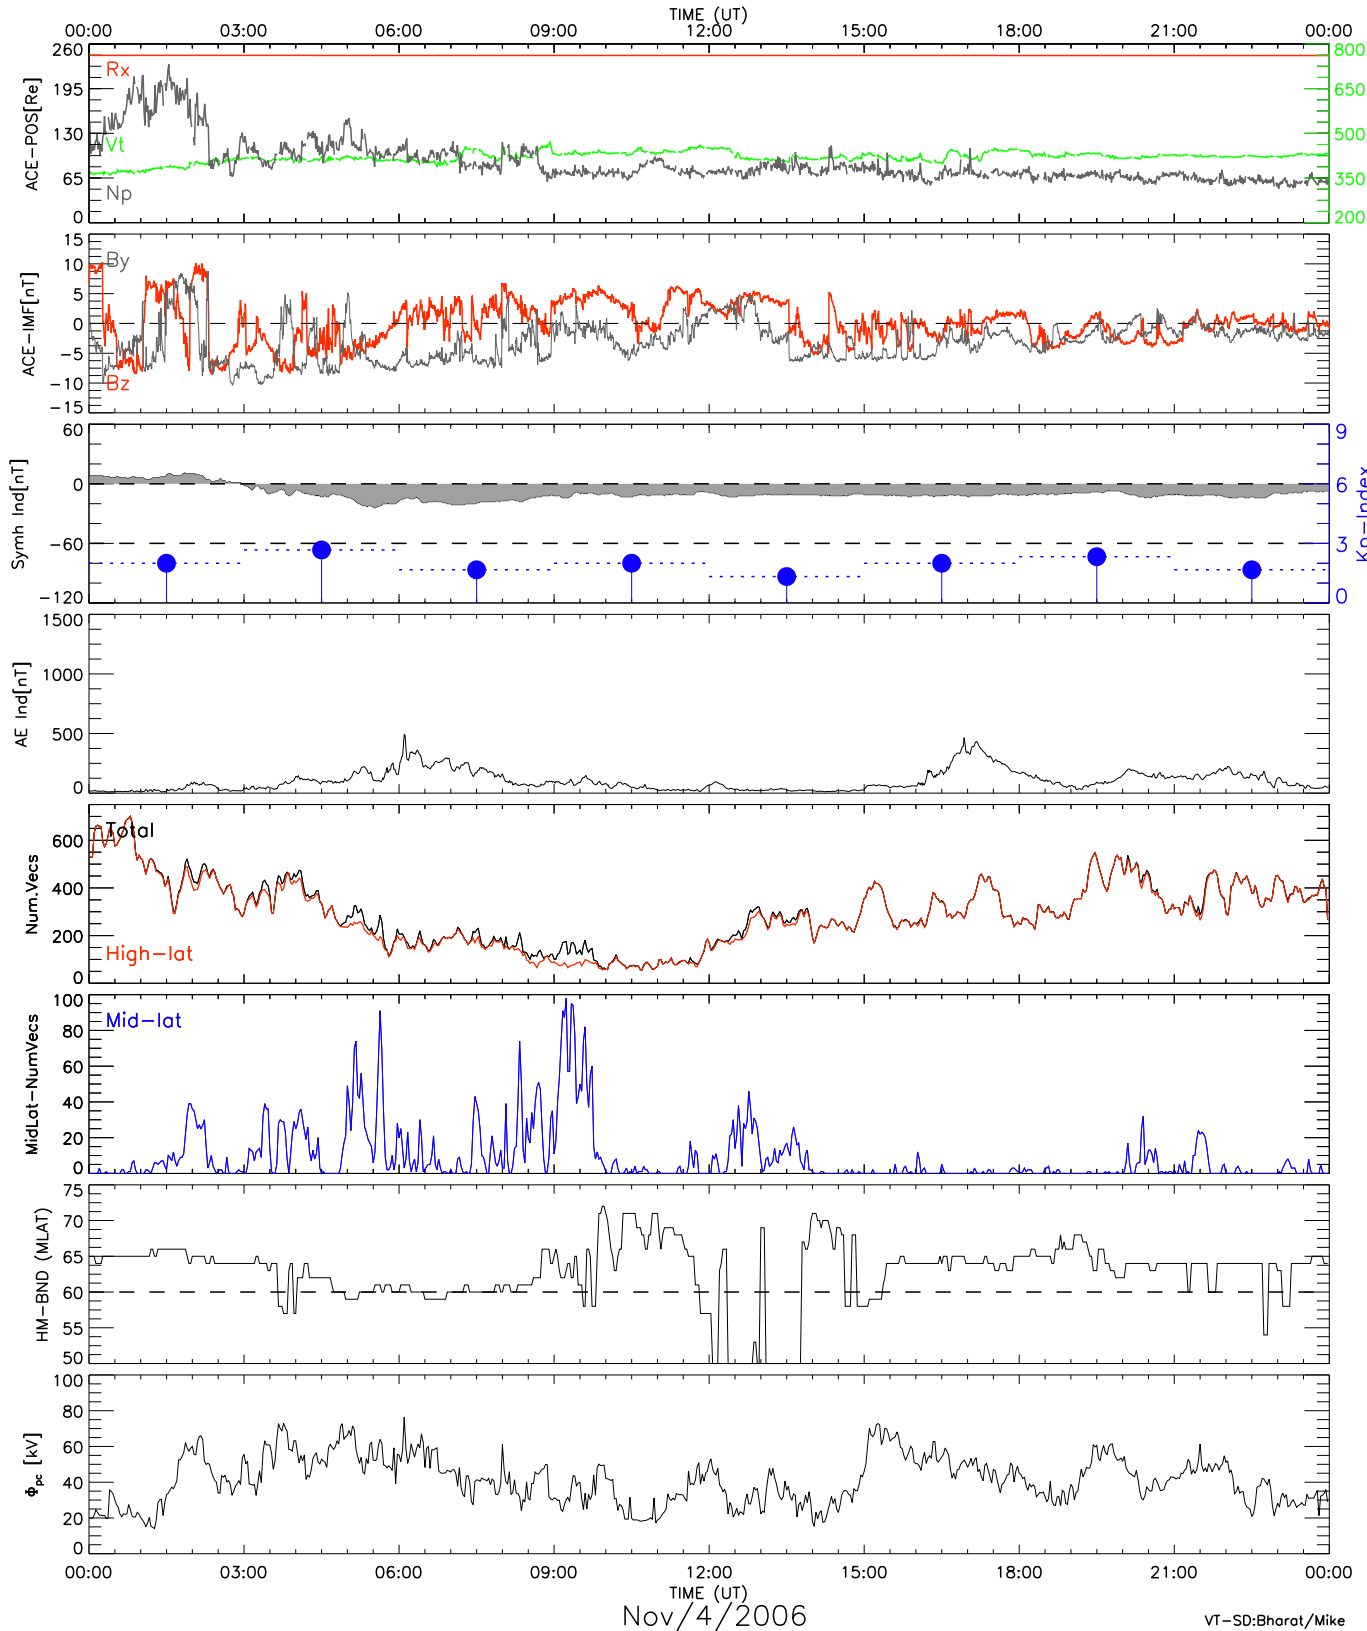 TIME (UT)
00:00 03:00 06:00 09:00 12:00 15:00 18:00 21:00 00:00
ACE-POS[Re]
260
195
130
65
0
Rx
Vt
Np
800
650
500
350
200
ACE-IMF[nT]
15
10
5
0
-5
-10
-15
By
Bz
Symh Ind[nT]
60
0
-60
-120
9
6
3
0
Kp-Index
AE Ind[nT]
1500
1000
500
0
Num.Vecs
600
400
200
0
Total
High-lat
MidLat-NumVecs
100
80
60
40
20
0
Mid-lat
HM-BND (MLAT)
75
70
65
60
55
50
Φpc [kV]
100
80
60
40
20
0
00:00 03:00 06:00 09:00 12:00 15:00 18:00 21:00 00:00
TIME (UT)
Nov/4/2006
VT-SD:Bharat/Mike